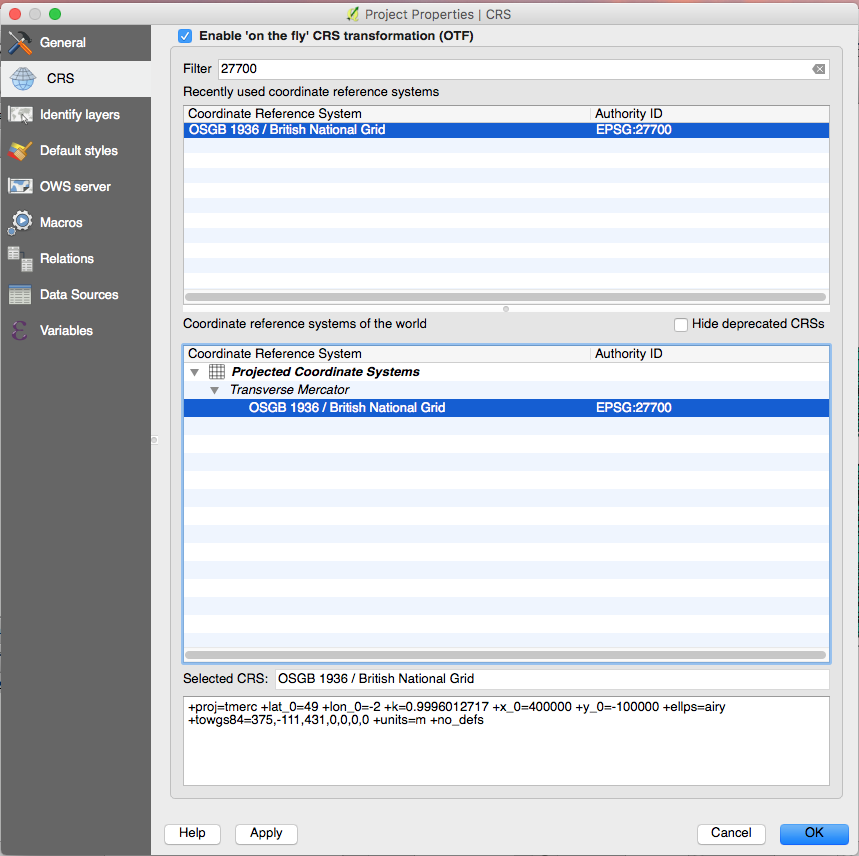 Project Properties | CRS
General
CRS
Identify layers
Default styles
OWS server
Macros
Relations
Data Sources
Variables
Enable 'on the fly' CRS transformation (OTF)
Filter 27700
Recently used coordinate reference systems
Coordinate Reference System Authority ID
OSGB 1936 / British National Grid EPSG:27700
Coordinate reference systems of the world Hide deprecated CRSs
Coordinate Reference System Authority ID
Projected Coordinate Systems
Transverse Mercator
OSGB 1936 / British National Grid EPSG:27700
Selected CRS: OSGB 1936 / British National Grid
+proj=tmerc +lat_0=49 +lon_0=-2 +k=0.9996012717 +x_0=400000 +y_0=-100000 +ellps=airy
+towgs84=375,-111,431,0,0,0,0 +units=m +no_defs
Help Apply Cancel OK